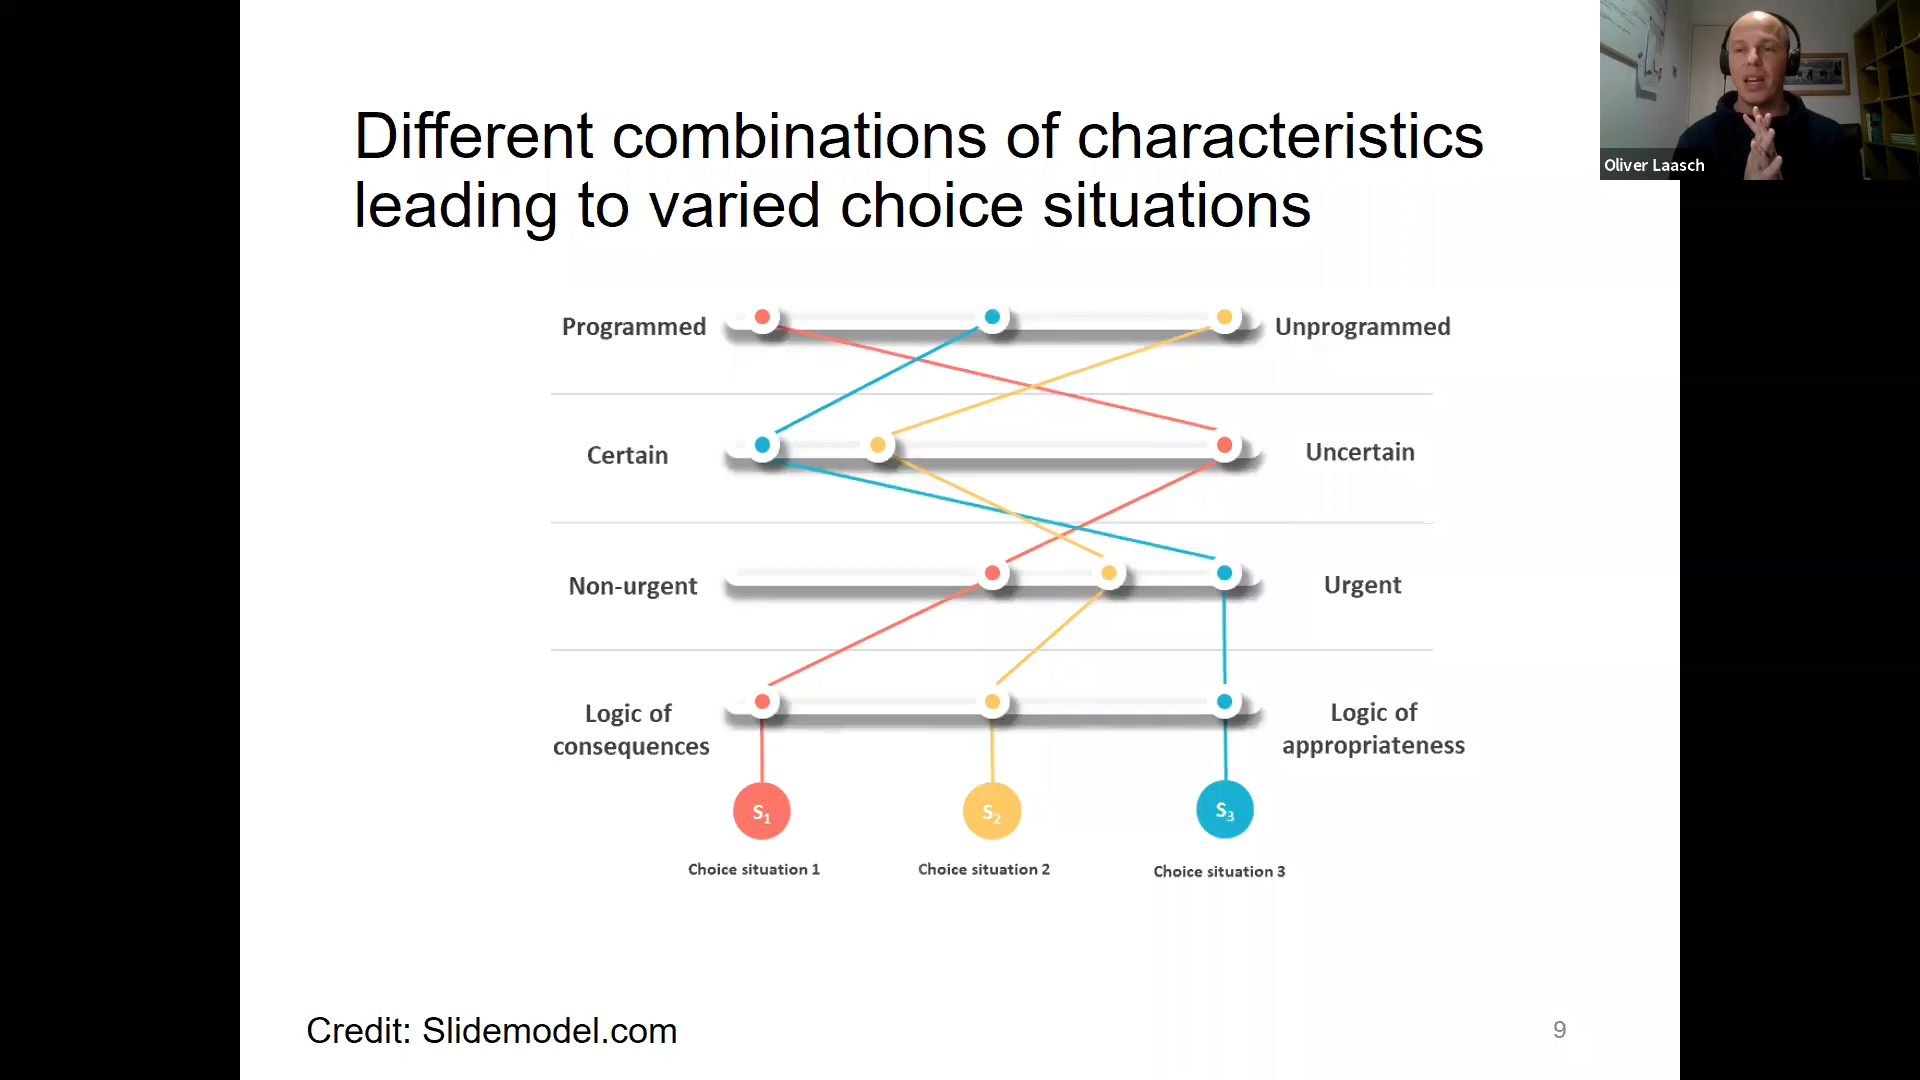 Different combinations of characteristics
leading to varied choice situations
Oliver Laasch
Programmed
Unprogrammed
Certain
Uncertain
Non-urgent
Urgent
Logic of
consequences
Logic of
appropriateness
S1
S2
S3
Choice situation 1
Choice situation 2
Choice situation 3
Credit: Slidemodel.com
9